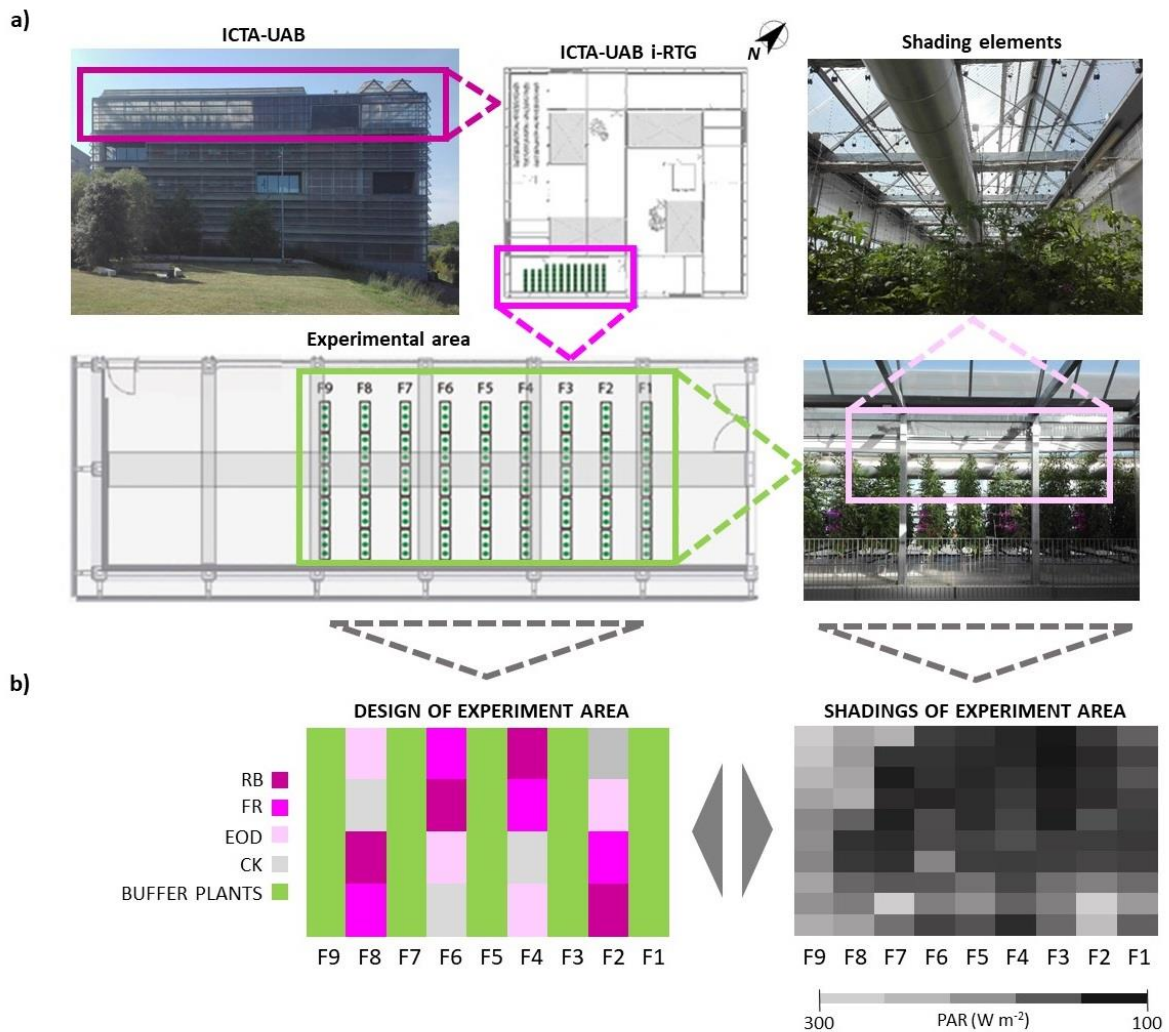 a)
ICTA-UAB
ICTA-UAB i-RTG
N
Shading elements
Experimental area
F9 F8 F7 F6 F5 F4 F3 F2 F1
b)
DESIGN OF EXPERIMENT AREA
RB
FR
EOD
CK
BUFFER PLANTS
F9 F8 F7 F6 F5 F4 F3 F2 F1
SHADINGS OF EXPERIMENT AREA
F9 F8 F7 F6 F5 F4 F3 F2 F1
300 PAR (W m⁻²) 100